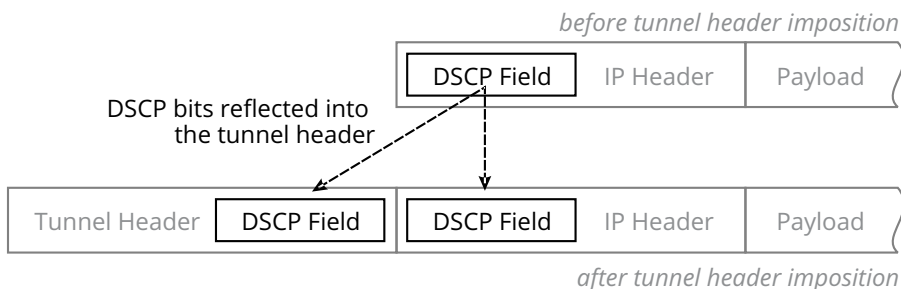 before tunnel header imposition
DSCP Field IP Header Payload
DSCP bits reflected into
the tunnel header
Tunnel Header DSCP Field DSCP Field IP Header Payload
after tunnel header imposition